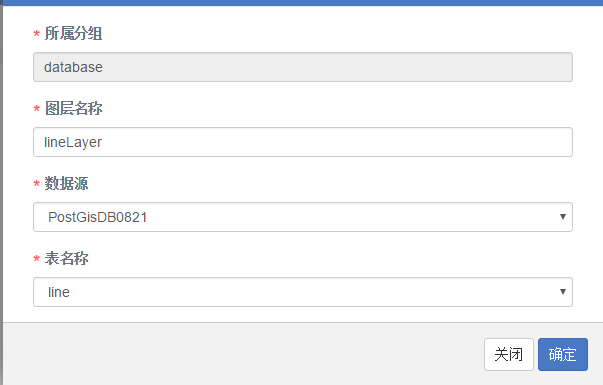 * 所属分组
database
* 图层名称
lineLayer
* 数据源
PostGisDB0821
* 表名称
line
关闭 确定